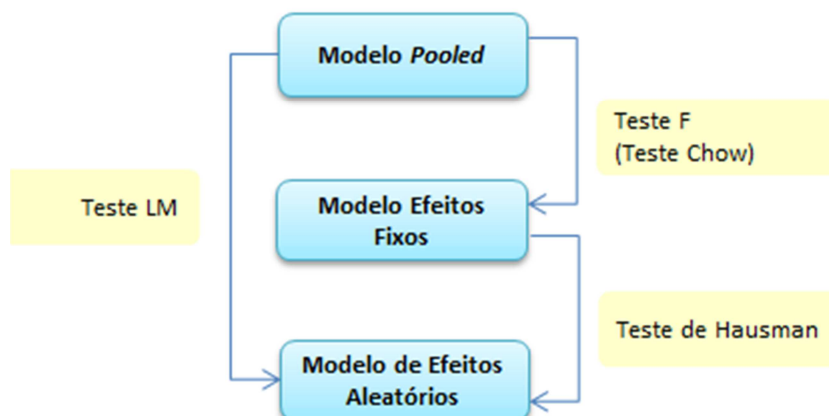 Modelo Pooled
Teste F
(Teste Chow)
Teste LM
Modelo Efeitos
Fixos
Teste de Hausman
Modelo de Efeitos
Aleatórios